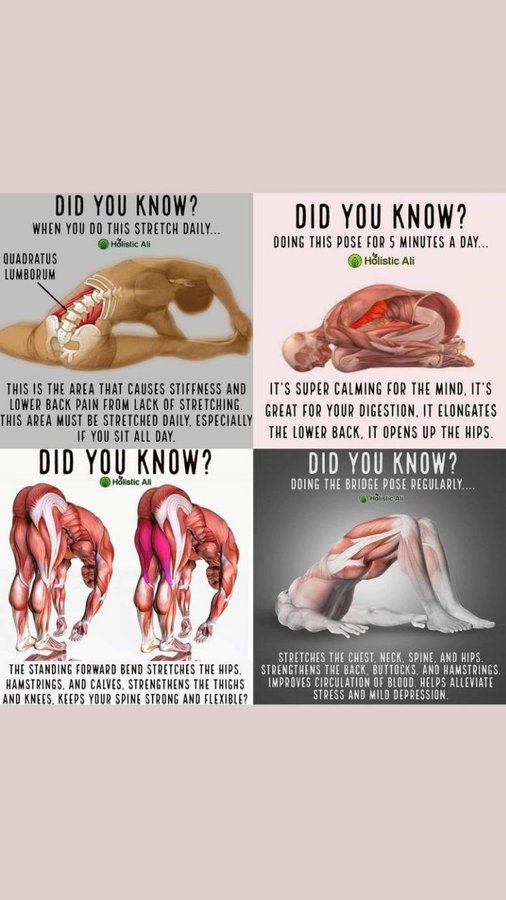 DID YOU KNOW?
WHEN YOU DO THIS STRETCH DAILY...
Holistic Ali
QUADRATUS
LUMBORUM
THIS IS THE AREA THAT CAUSES STIFFNESS AND
LOWER BACK PAIN FROM LACK OF STRETCHING.
THIS AREA MUST BE STRETCHED DAILY, ESPECIALLY
IF YOU SIT ALL DAY.
DID YOU KNOW?
DOING THIS POSE FOR 5 MINUTES A DAY...
Holistic Ali
IT'S SUPER CALMING FOR THE MIND, IT'S
GREAT FOR YOUR DIGESTION, IT ELONGATES
THE LOWER BACK, IT OPENS UP THE HIPS.
DID YOU KNOW?
Holistic Ali
THE STANDING FORWARD BEND STRETCHES THE HIPS,
HAMSTRINGS, AND CALVES, STRENGTHENS THE THIGHS
AND KNEES, KEEPS YOUR SPINE STRONG AND FLEXIBLE?
DID YOU KNOW?
DOING THE BRIDGE POSE REGULARLY....
Holistic Ali
STRETCHES THE CHEST, NECK, SPINE, AND HIPS.
STRENGTHENS THE BACK, BUTTOCKS, AND HAMSTRINGS.
IMPROVES CIRCULATION OF BLOOD. HELPS ALLEVIATE
STRESS AND MILD DEPRESSION.